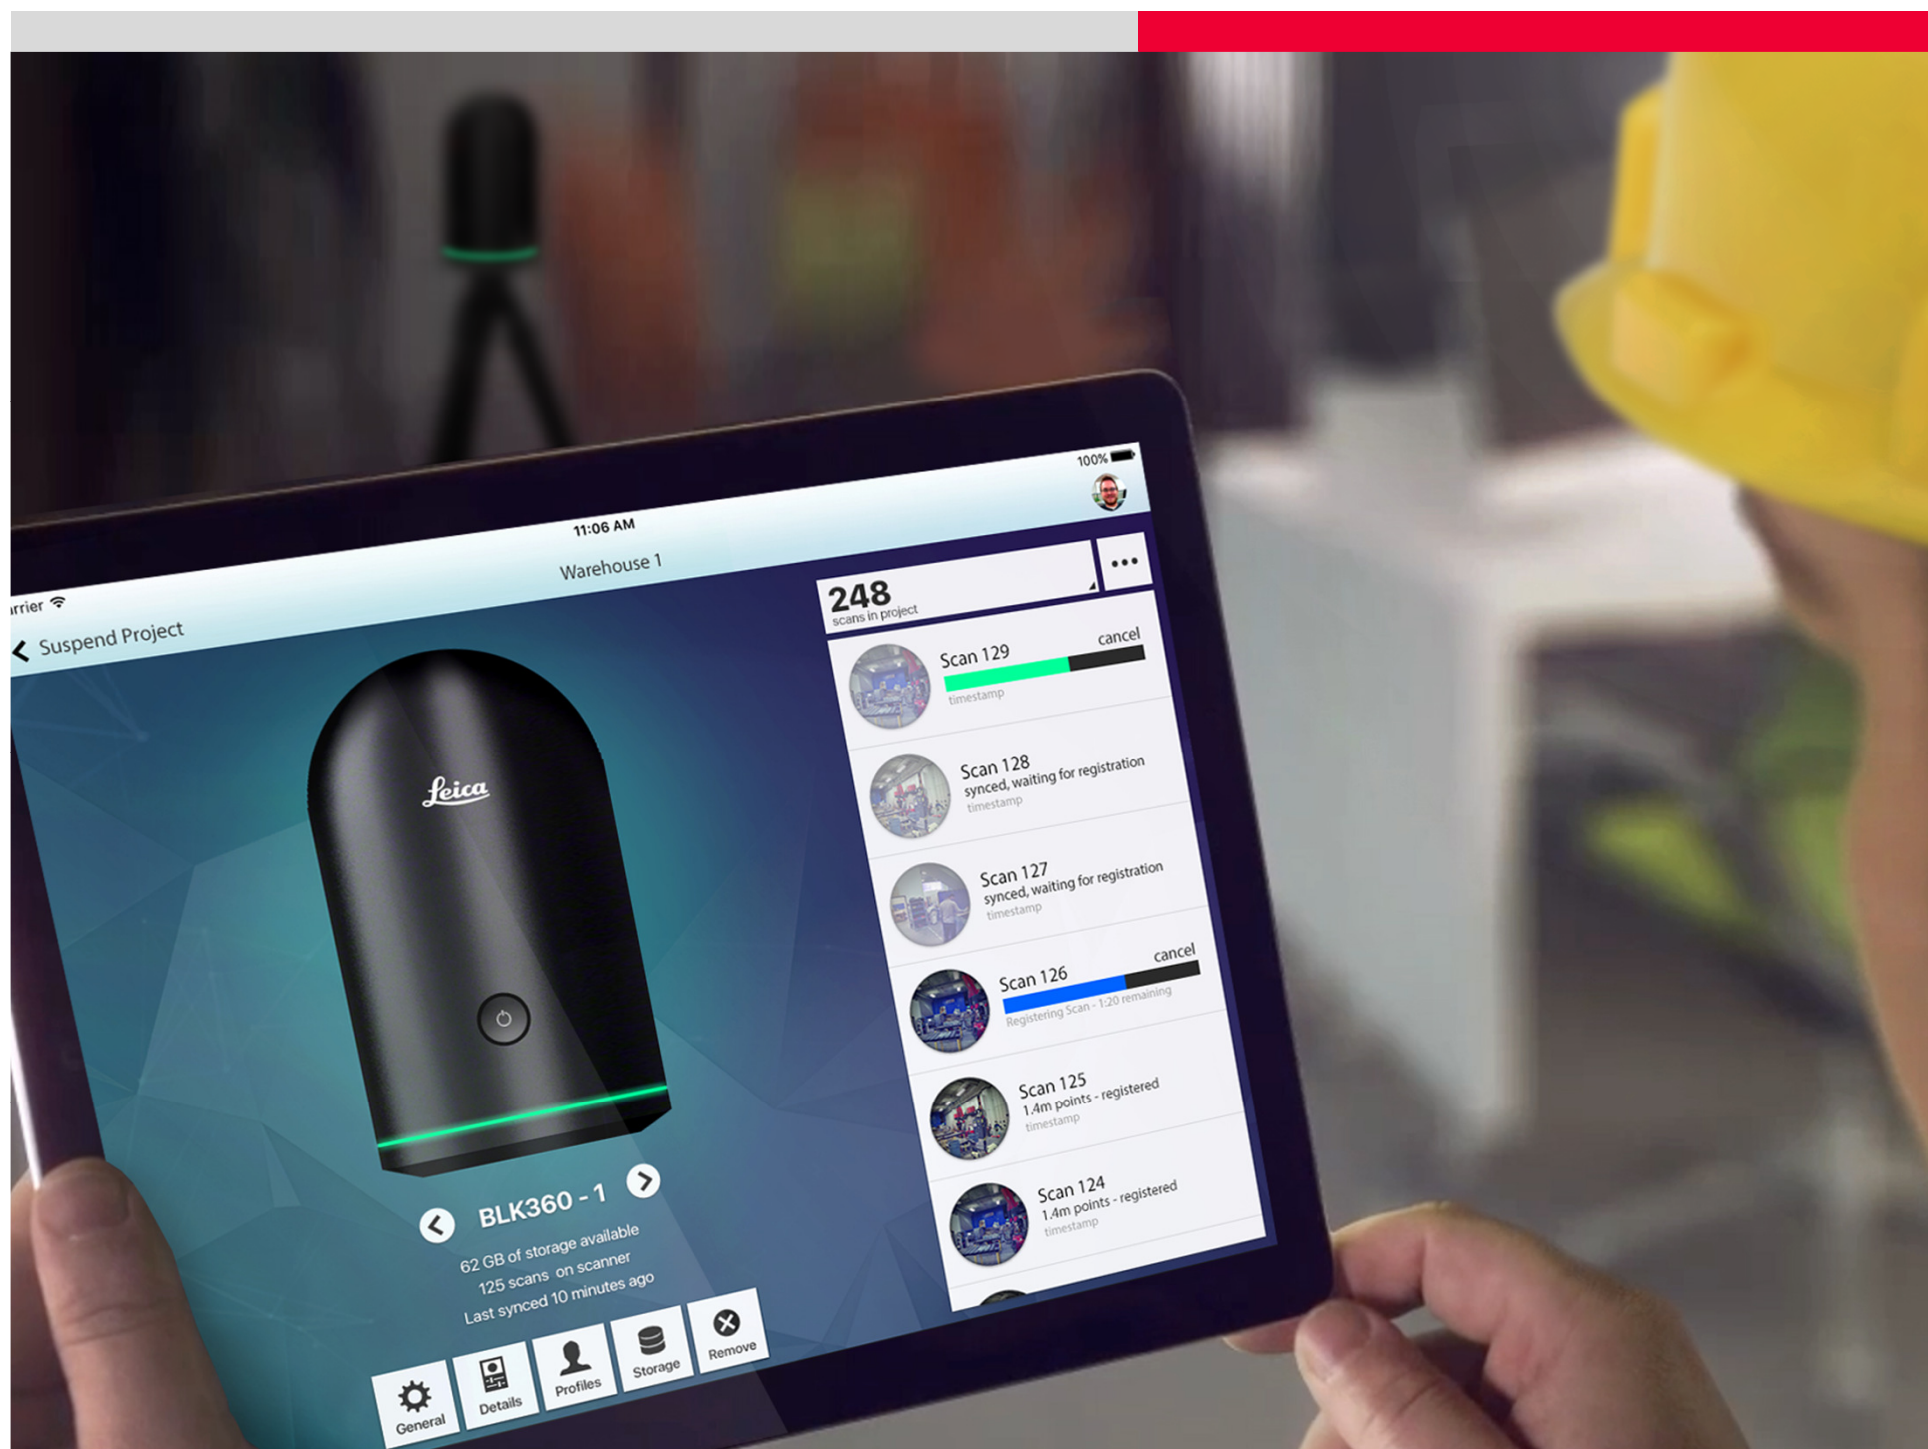 100%
11:06 AM
Warehouse 1
Suspend Project
248
scans in project
Scan 129
cancel
timestamp
Scan 128
synced, waiting for registration
timestamp
Scan 127
synced, waiting for registration
timestamp
Scan 126
cancel
Registering Scan - 1:20 remaining
Scan 125
1.4m points - registered
timestamp
Scan 124
1.4m points - registered
timestamp
Leica
BLK360 - 1
62 GB of storage available
125 scans on scanner
Last synced 10 minutes ago
General
Details
Profiles
Storage
Remove